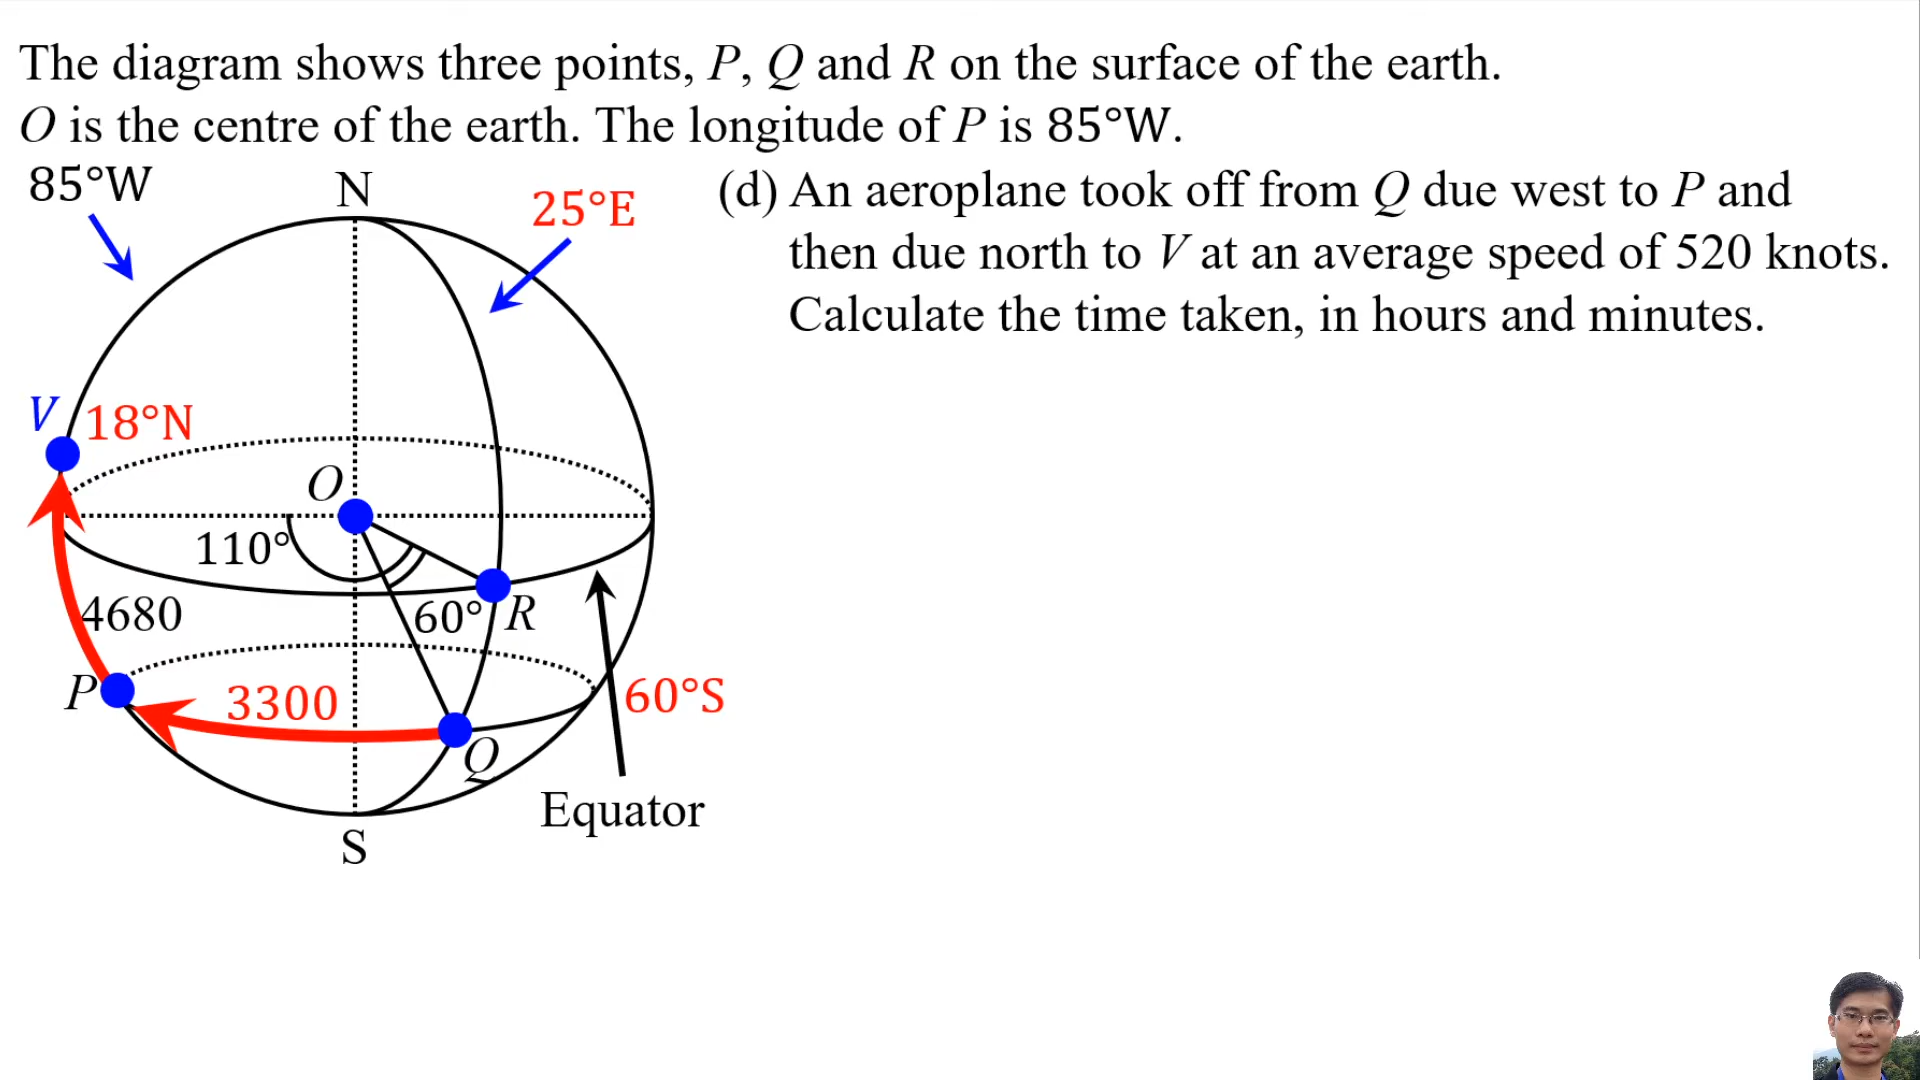 The diagram shows three points, P, Q and R on the surface of the earth.
O is the centre of the earth. The longitude of P is 85°W.
85°W
N
25°E
(d) An aeroplane took off from Q due west to P and
then due north to V at an average speed of 520 knots.
Calculate the time taken, in hours and minutes.
V 18°N
O
110°
4680
60° R
P
3300
60°S
Q
Equator
S